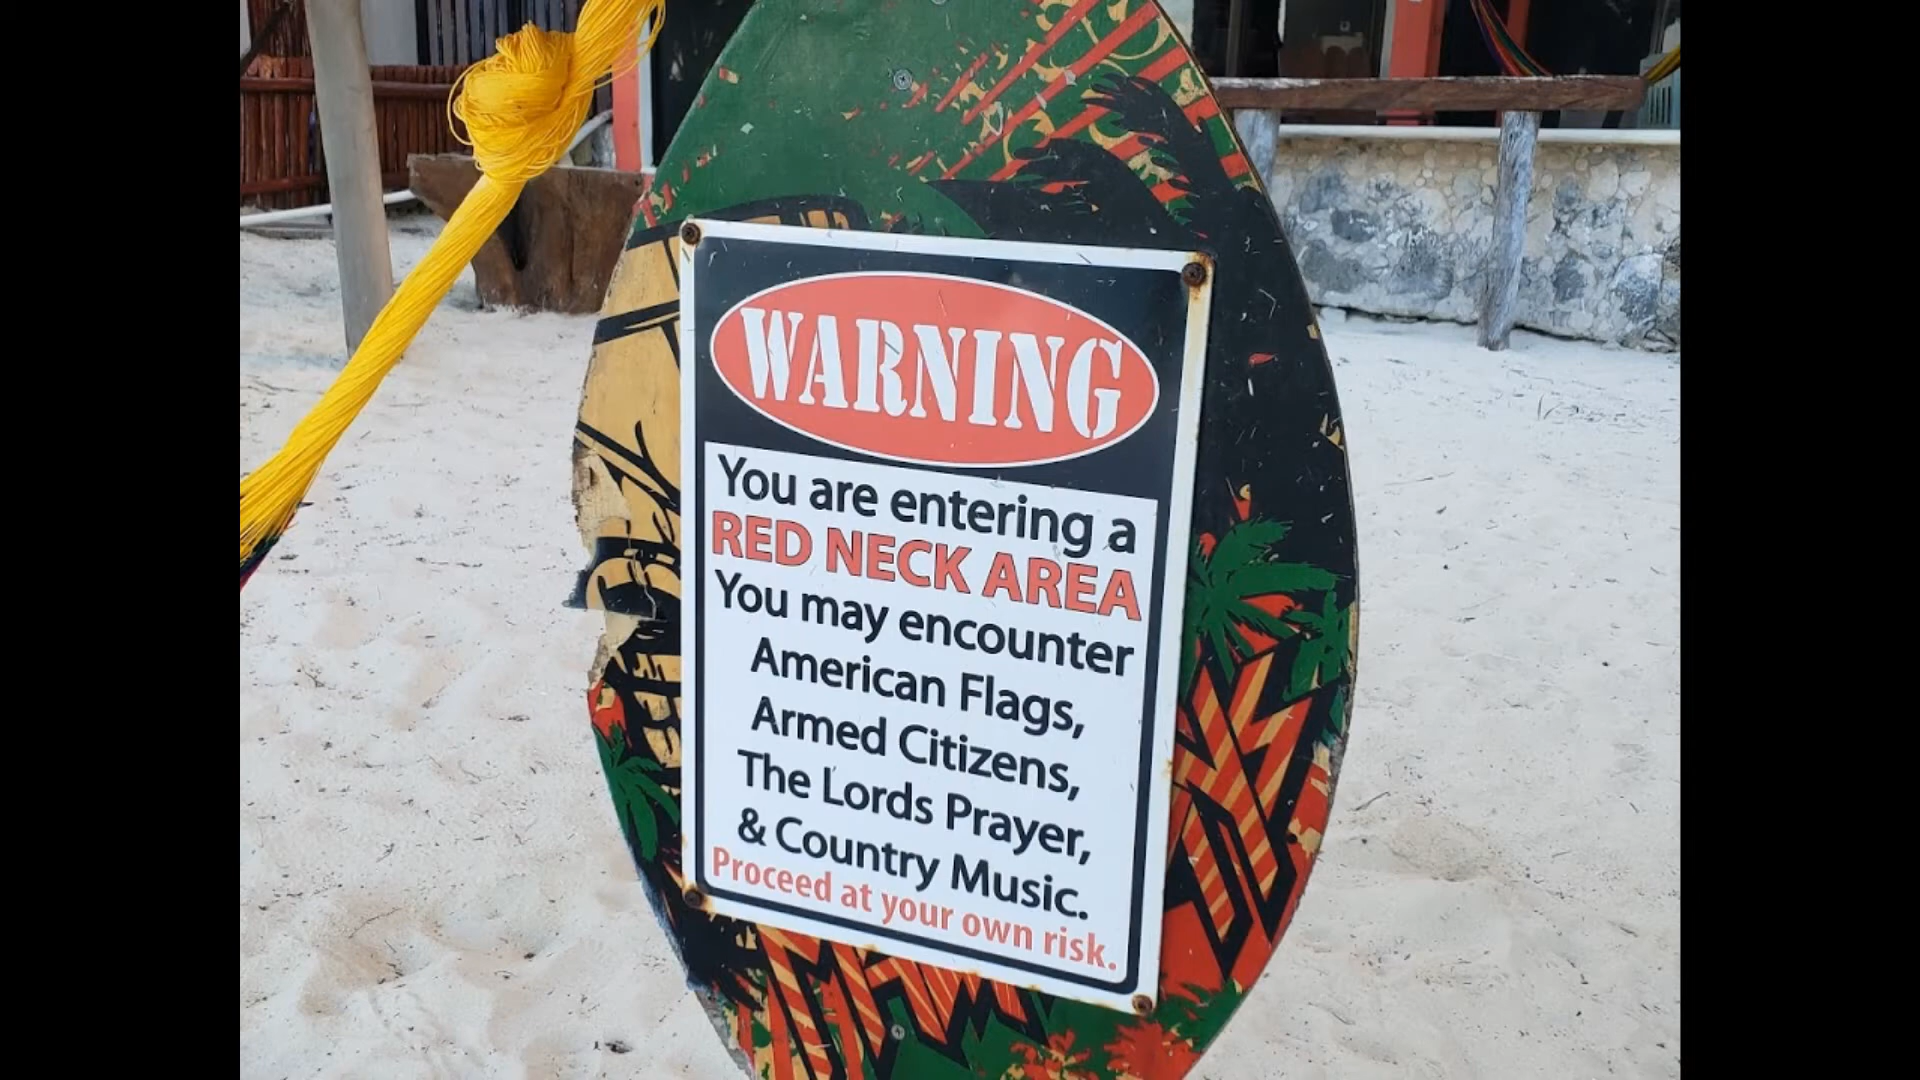 WARNING
You are entering a
RED NECK AREA
You may encounter
American Flags,
Armed Citizens,
The Lords Prayer,
& Country Music.
Proceed at your own risk.